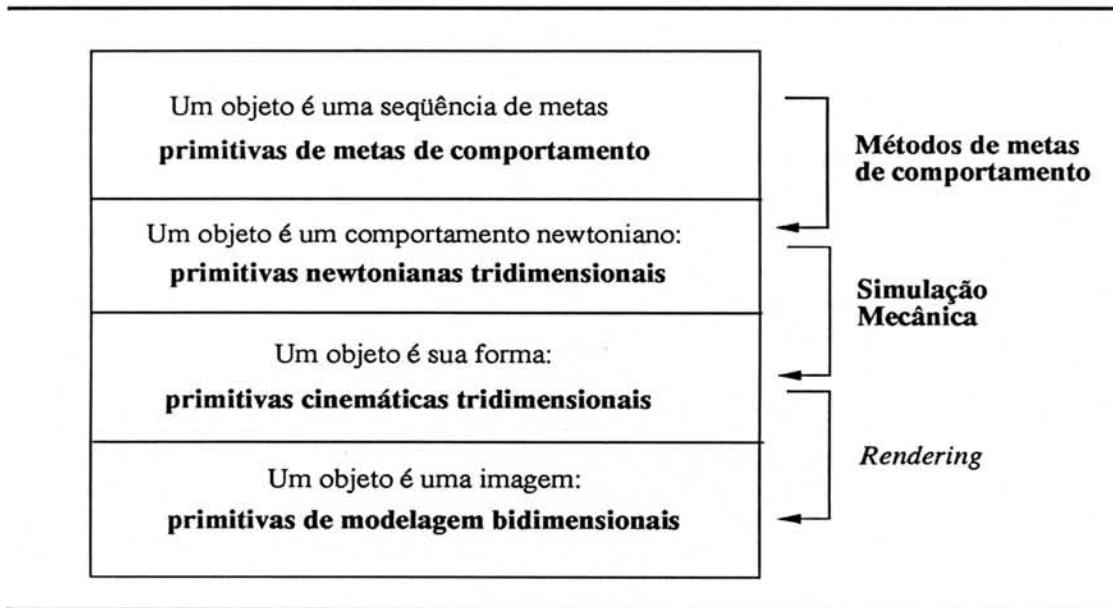 Um objeto é uma seqüência de metas
primitivas de metas de comportamento
Métodos de metas
de comportamento
Um objeto é um comportamento newtoniano:
primitivas newtonianas tridimensionais
Simulação
Mecânica
Um objeto é sua forma:
primitivas cinemáticas tridimensionais
Rendering
Um objeto é uma imagem:
primitivas de modelagem bidimensionais